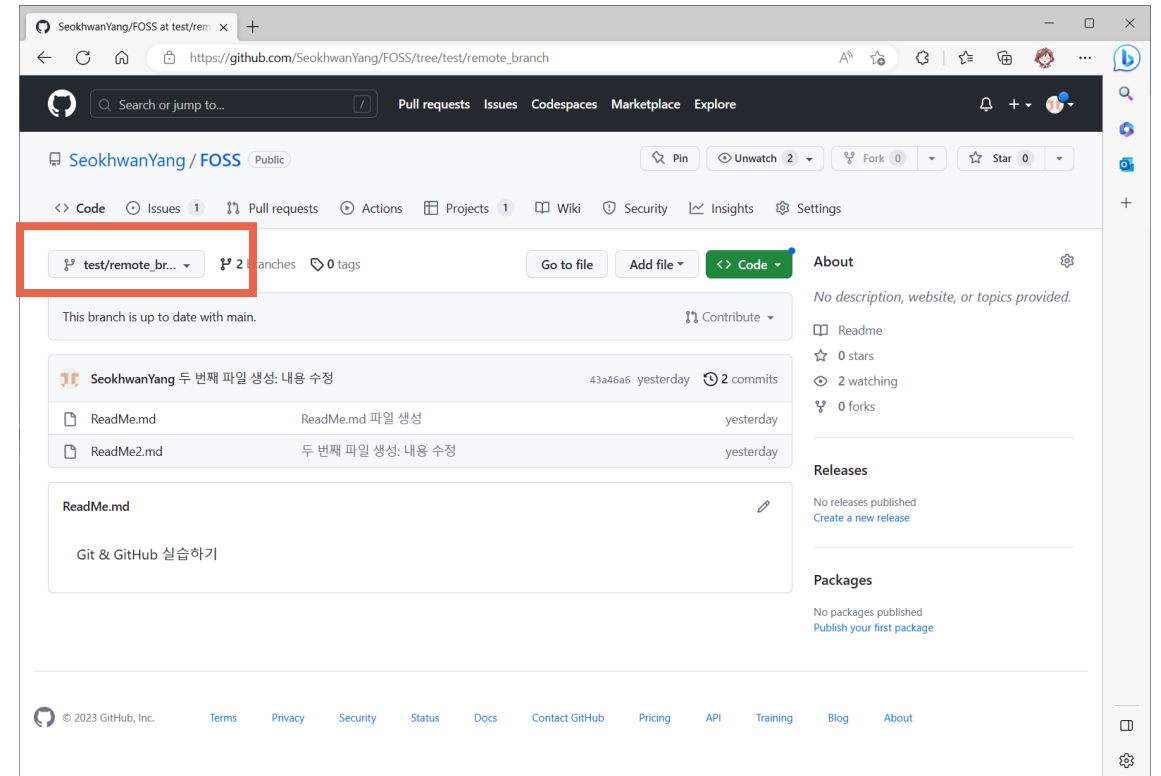 SeokhwanYang/FOSS at test/rem
https://github.com/SeokhwanYang/FOSS/tree/test/remote_branch
Search or jump to... / Pull requests Issues Codespaces Marketplace Explore
SeokhwanYang / FOSS Public Pin Unwatch 2 Fork 0 Star 0
Code Issues 1 Pull requests Actions Projects 1 Wiki Security Insights Settings
test/remote_br... 2 branches 0 tags Go to file Add file Code
This branch is up to date with main. Contribute
SeokhwanYang 두 번째 파일 생성: 내용 수정 43a46a6 yesterday 2 commits
ReadMe.md ReadMe.md 파일 생성 yesterday
ReadMe2.md 두 번째 파일 생성: 내용 수정 yesterday
ReadMe.md
Git & GitHub 실습하기
About
No description, website, or topics provided.
Readme
0 stars
2 watching
0 forks
Releases
No releases published
Create a new release
Packages
No packages published
Publish your first package
© 2023 GitHub, Inc. Terms Privacy Security Status Docs Contact GitHub Pricing API Training Blog About